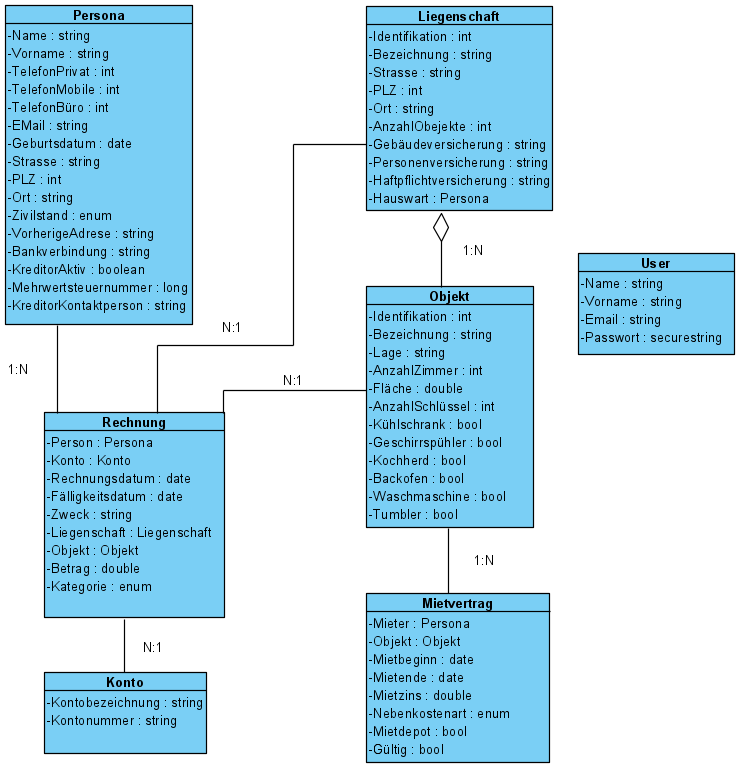 Persona
-Name : string
-Vorname : string
-TelefonPrivat : int
-TelefonMobile : int
-TelefonBüro : int
-EMail : string
-Geburtsdatum : date
-Strasse : string
-PLZ : int
-Ort : string
-Zivilstand : enum
-VorherigeAdrese : string
-Bankverbindung : string
-KreditorAktiv : boolean
-Mehrwertsteuernummer : long
-KreditorKontaktperson : string
Liegenschaft
-Identifikation : int
-Bezeichnung : string
-Strasse : string
-PLZ : int
-Ort : string
-AnzahlObejekte : int
-Gebäudeversicherung : string
-Personenversicherung : string
-Haftpflichtversicherung : string
-Hauswart : Persona
1:N
User
-Name : string
-Vorname : string
-Email : string
-Passwort : securestring
Objekt
-Identifikation : int
-Bezeichnung : string
-Lage : string
-AnzahlZimmer : int
-Fläche : double
-AnzahlSchlüssel : int
-Kühlschrank : bool
-Geschirrspühler : bool
-Kochherd : bool
-Backofen : bool
-Waschmaschine : bool
-Tumbler : bool
N:1
1:N
N:1
Rechnung
-Person : Persona
-Konto : Konto
-Rechnungsdatum : date
-Fälligkeitsdatum : date
-Zweck : string
-Liegenschaft : Liegenschaft
-Objekt : Objekt
-Betrag : double
-Kategorie : enum
1:N
Mietvertrag
-Mieter : Persona
-Objekt : Objekt
-Mietbeginn : date
-Mietende : date
-Mietzins : double
-Nebenkostenart : enum
-Mietdepot : bool
-Gültig : bool
N:1
Konto
-Kontobezeichnung : string
-Kontonummer : string